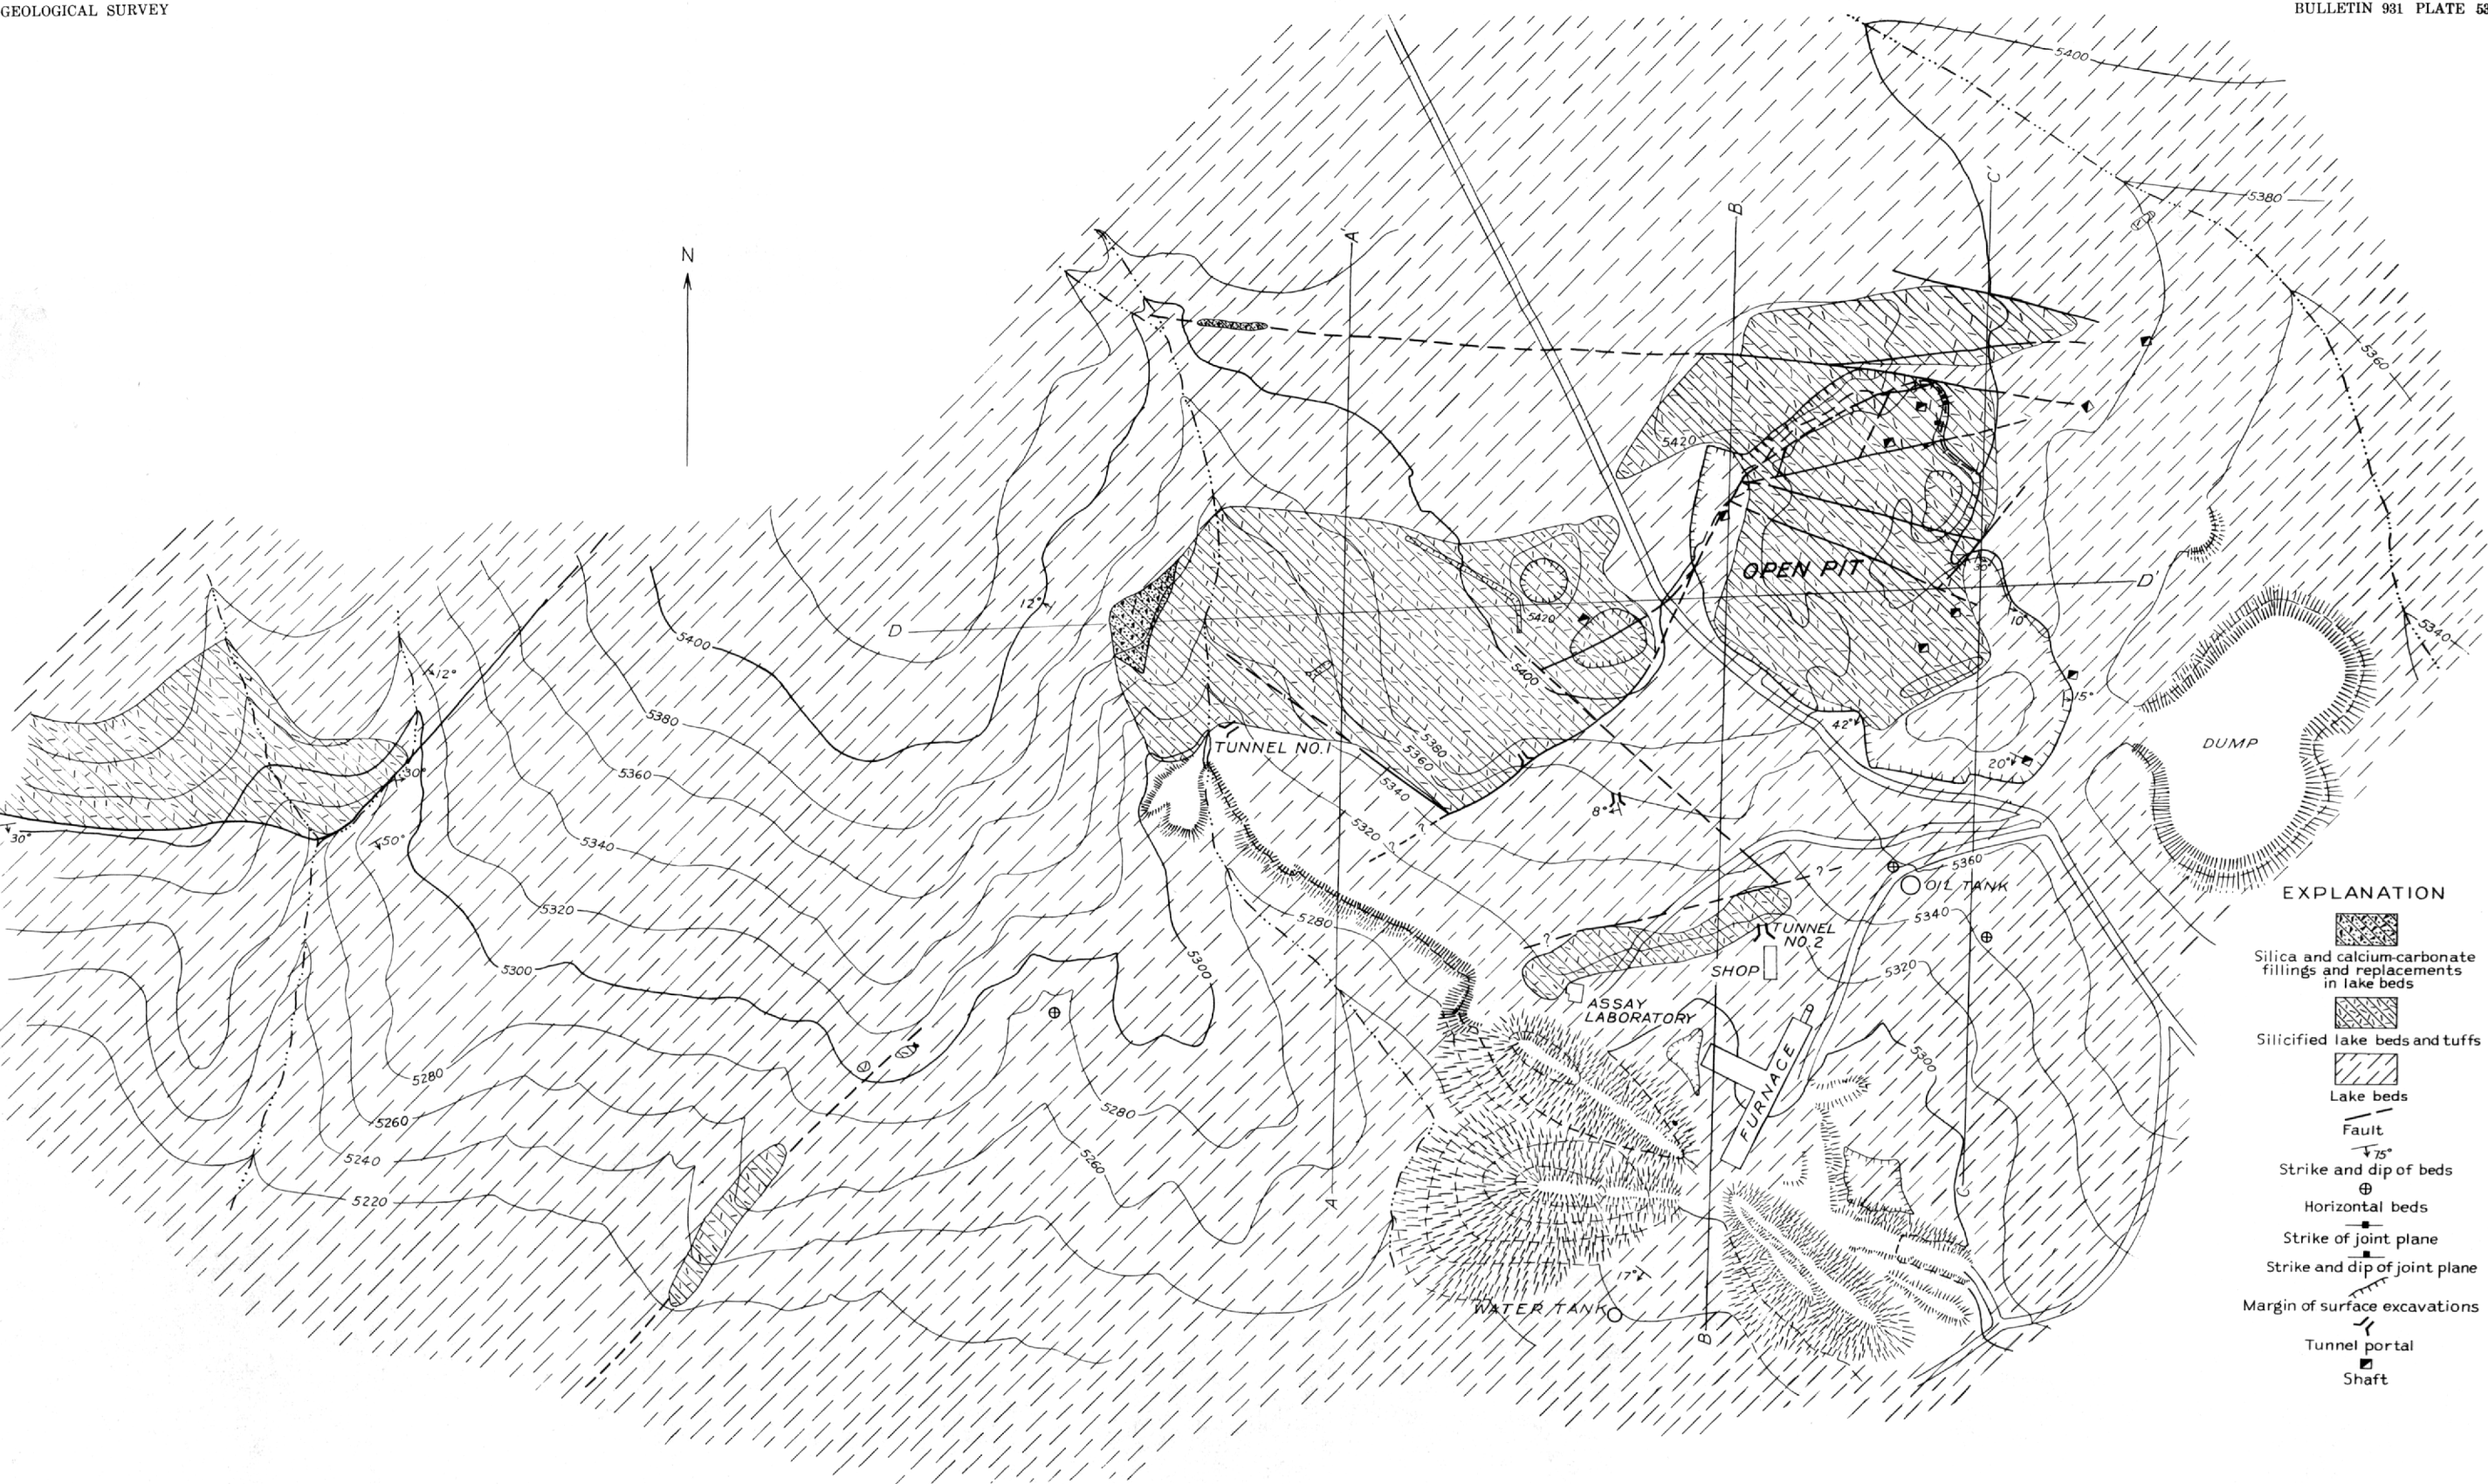 GEOLOGICAL SURVEY
BULLETIN 931 PLATE 53
5400
5380
5360
5340
N
A'
B'
C'
D
D'
5420
OPEN PIT
12°
12°
5400
5380
5360
5340
5320
5300
5280
5260
5240
5220
30°
30°
50°
TUNNEL NO.1
5420
5400
5380
5360
5340
5320
5300
5280
5280
5260
8°
42°
20°
15°
10°
DUMP
?
?
?
?
OIL TANK
5360
5340
5320
5300
TUNNEL
NO.2
SHOP
ASSAY
LABORATORY
FURNACE
17°
WATER TANK
A
B
C
EXPLANATION
Silica and calcium-carbonate
fillings and replacements
in lake beds
Silicified lake beds and tuffs
Lake beds
Fault
75°
Strike and dip of beds
Horizontal beds
Strike of joint plane
Strike and dip of joint plane
Margin of surface excavations
Tunnel portal
Shaft